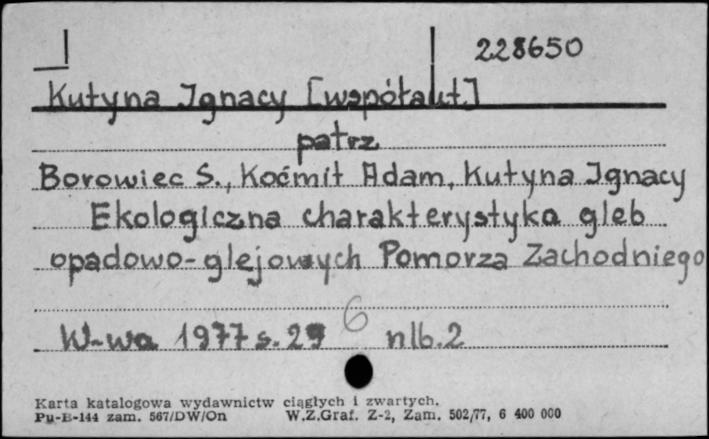 228650
Kutyna Ignacy [współaut.]
patrz
Borowiec S., Koćmit Adam, Kutyna Ignacy
Ekologiczna charakterystyka gleb
opadowo-glejowych Pomorza Zachodniego
W-wa 1977 s. 29 nlb. 2
6
Karta katalogowa wydawnictw ciągłych i zwartych.
Pu-B-144 zam. 567/DW/On W.Z.Graf. Z-2, Zam. 502/77, 6 400 000